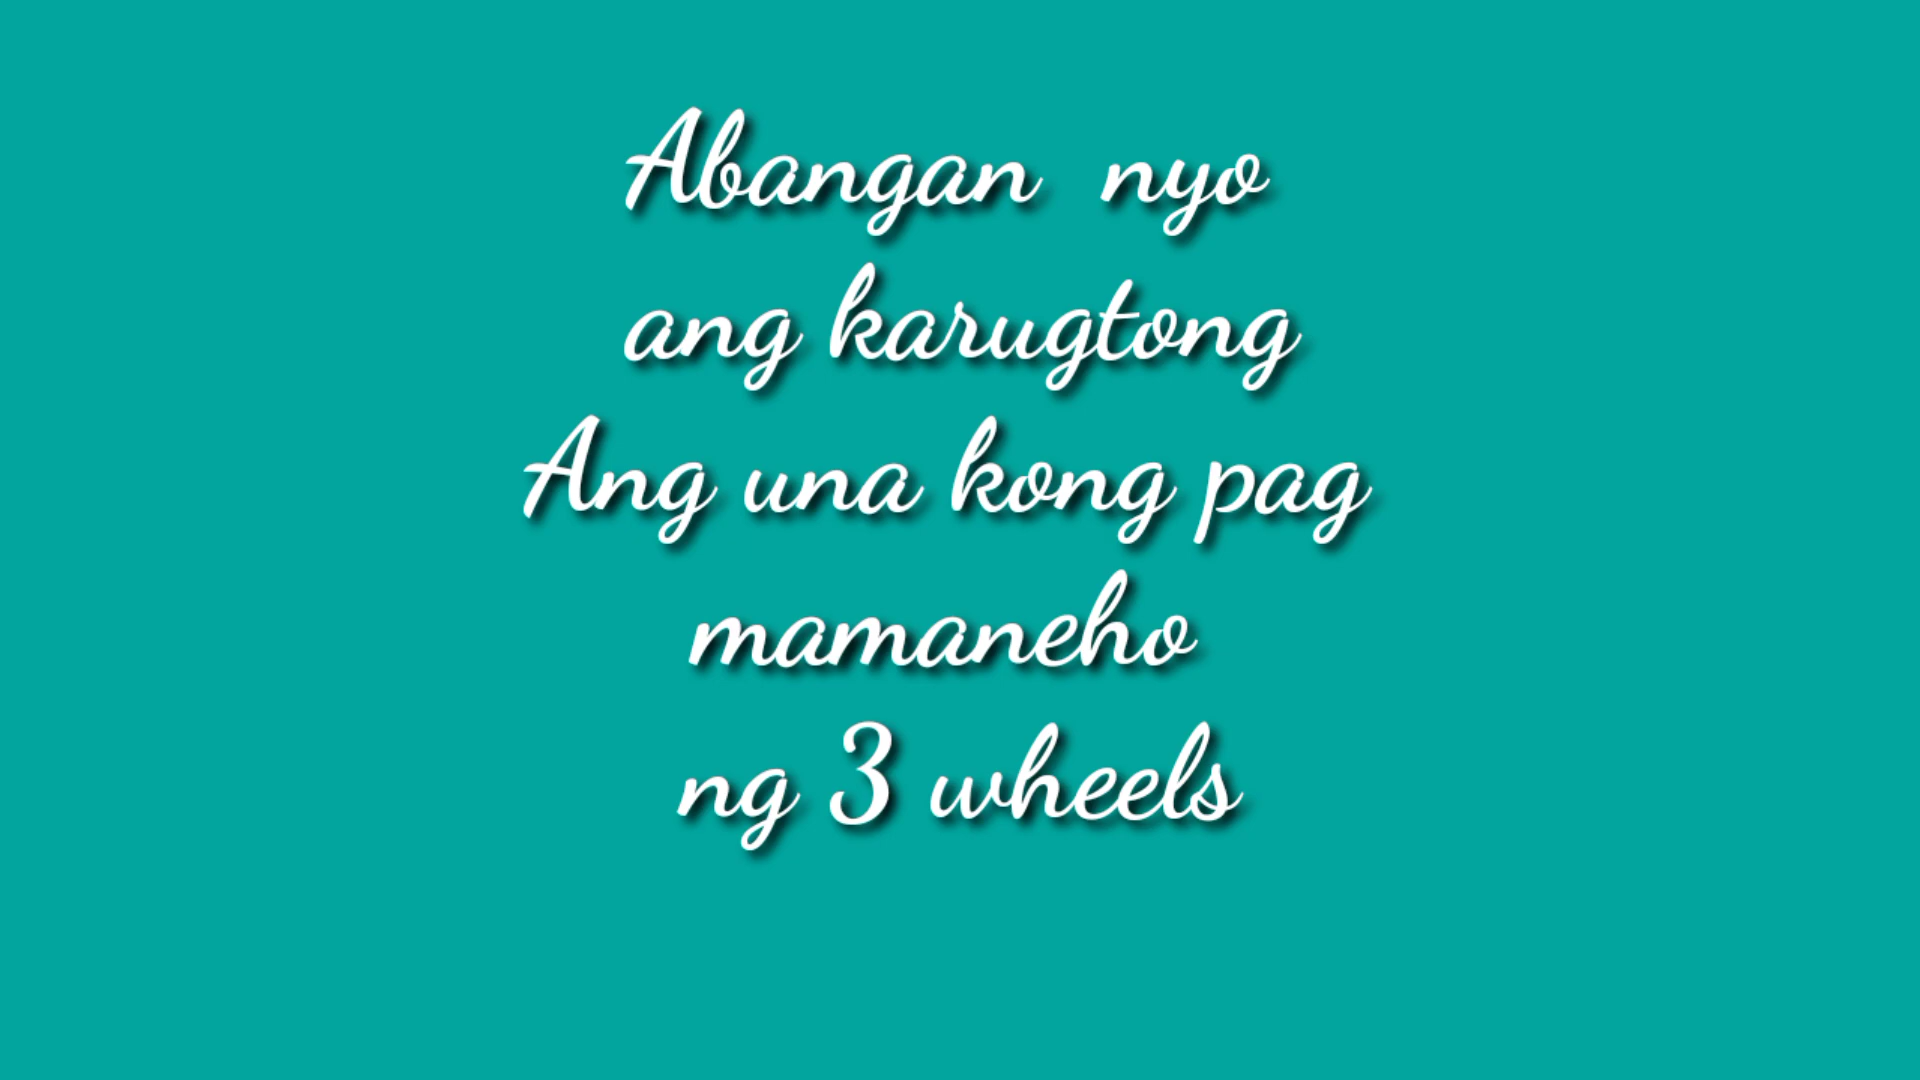 Abangan  nyo
ang karugtong
Ang una kong pag
mamaneho
ng 3 wheels